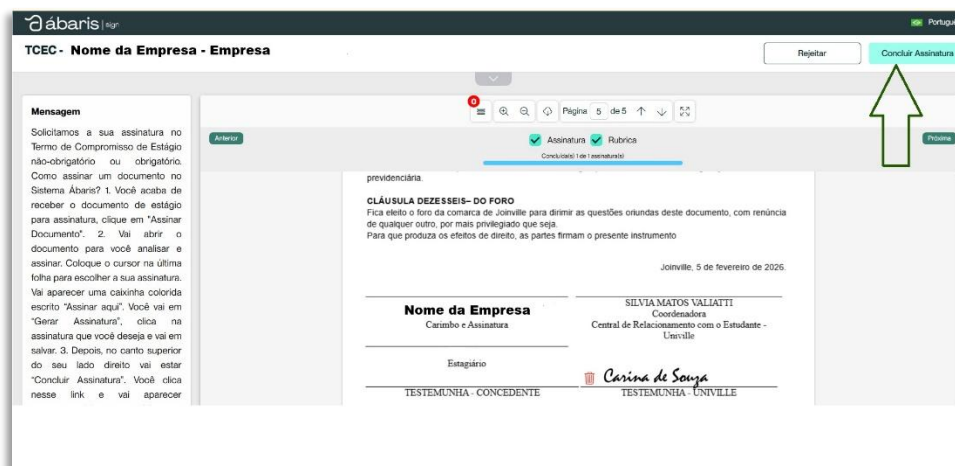 ábaris | sign
Portugu
TCEC - Nome da Empresa - Empresa
Rejeitar
Concluir Assinatura
Mensagem
Solicitamos a sua assinatura no
Termo de Compromisso de Estágio
não-obrigatório ou obrigatório.
Como assinar um documento no
Sistema Ábaris? 1. Você acaba de
receber o documento de estágio
para assinatura, clique em "Assinar
Documento". 2. Vai abrir o
documento para você analisar e
assinar. Coloque o cursor na última
folha para escolher a sua assinatura.
Vai aparecer uma caixinha colorida
escrito "Assinar aqui". Você vai em
"Gerar Assinatura", clica na
assinatura que você deseja e vai em
salvar. 3. Depois, no canto superior
do seu lado direito vai estar
"Concluir Assinatura". Você clica
nesse link e vai aparecer
0
Página 5 de 5
Anterior
Assinatura Rubrica
Próxima
Concluída(s) 1 de 1 assinatura(s)
previdenciária.
CLÁUSULA DEZESSEIS– DO FORO
Fica eleito o foro da comarca de Joinville para dirimir as questões oriundas deste documento, com renúncia
de qualquer outro, por mais privilegiado que seja.
Para que produza os efeitos de direito, as partes firmam o presente instrumento
Joinville, 5 de fevereiro de 2026.
Nome da Empresa
Carimbo e Assinatura
SILVIA MATOS VALIATTI
Coordenadora
Central de Relacionamento com o Estudante -
Univille
Estagiário
Carina de Souza
TESTEMUNHA - CONCEDENTE
TESTEMUNHA - UNIVILLE